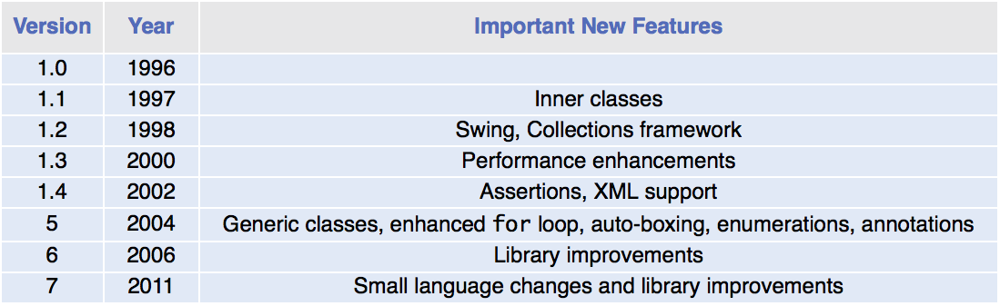 Version Year Important New Features
1.0 1996
1.1 1997 Inner classes
1.2 1998 Swing, Collections framework
1.3 2000 Performance enhancements
1.4 2002 Assertions, XML support
5 2004 Generic classes, enhanced for loop, auto-boxing, enumerations, annotations
6 2006 Library improvements
7 2011 Small language changes and library improvements